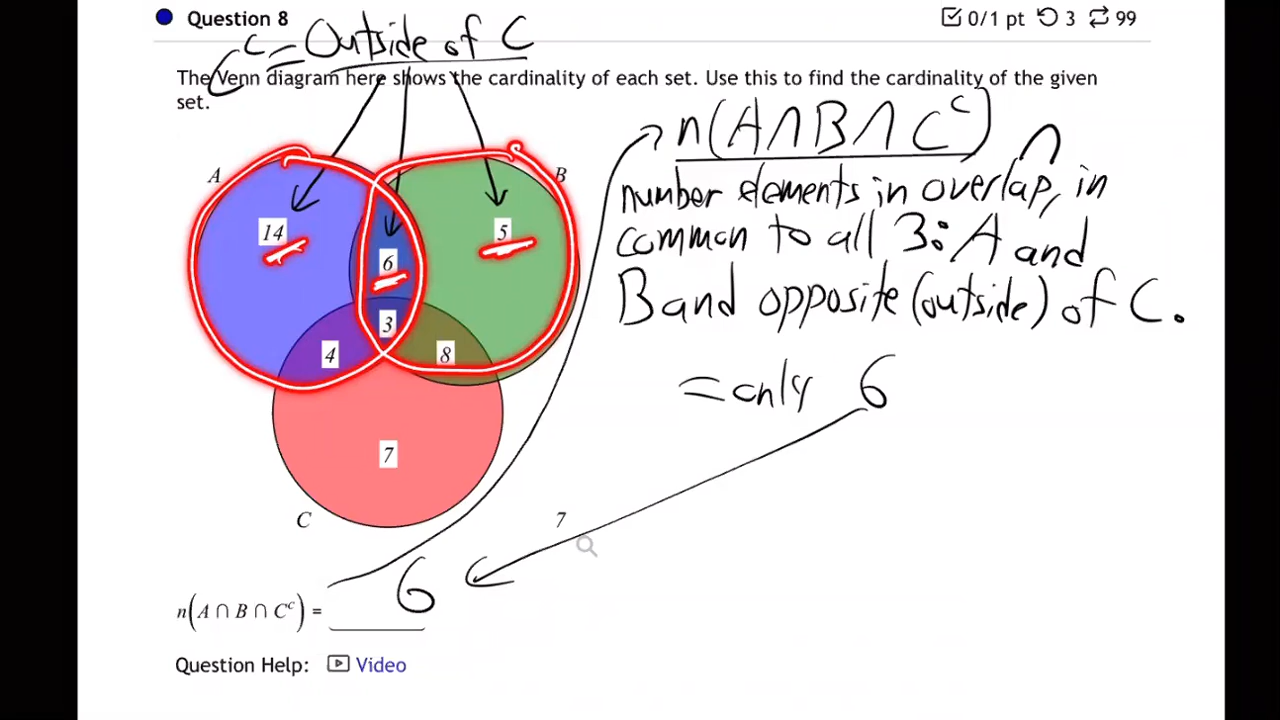 Question 8
0/1 pt 3 99
C^c = Outside of C
The Venn diagram here shows the cardinality of each set. Use this to find the cardinality of the given
set.
n(A∩B∩C^c)
∩
number elements in overlap, in
common to all 3: A and
B and opposite (outside) of C.
= only 6
A
B
14
5
6
3
4
8
7
C
7
6
n(A ∩ B ∩ C^c) =
Question Help: Video